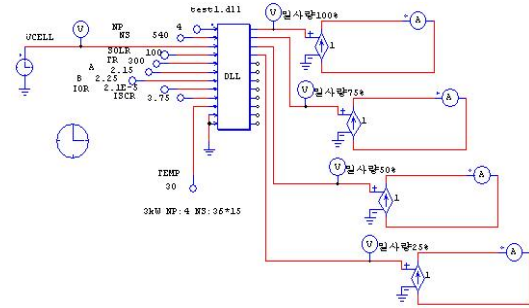 test1.dll
NP 4
NS 540
VCELL
V
SOLR 100
TR 300
A 2.15
B 2.25
IOR 2.1E-5
ISCR 3.75
DLL
TEMP
30
3kW NP:4 NS:36*15
V 일사량100%
1
A
V 일사량75%
1
A
V 일사량50%
1
A
V 일사량25%
1
A